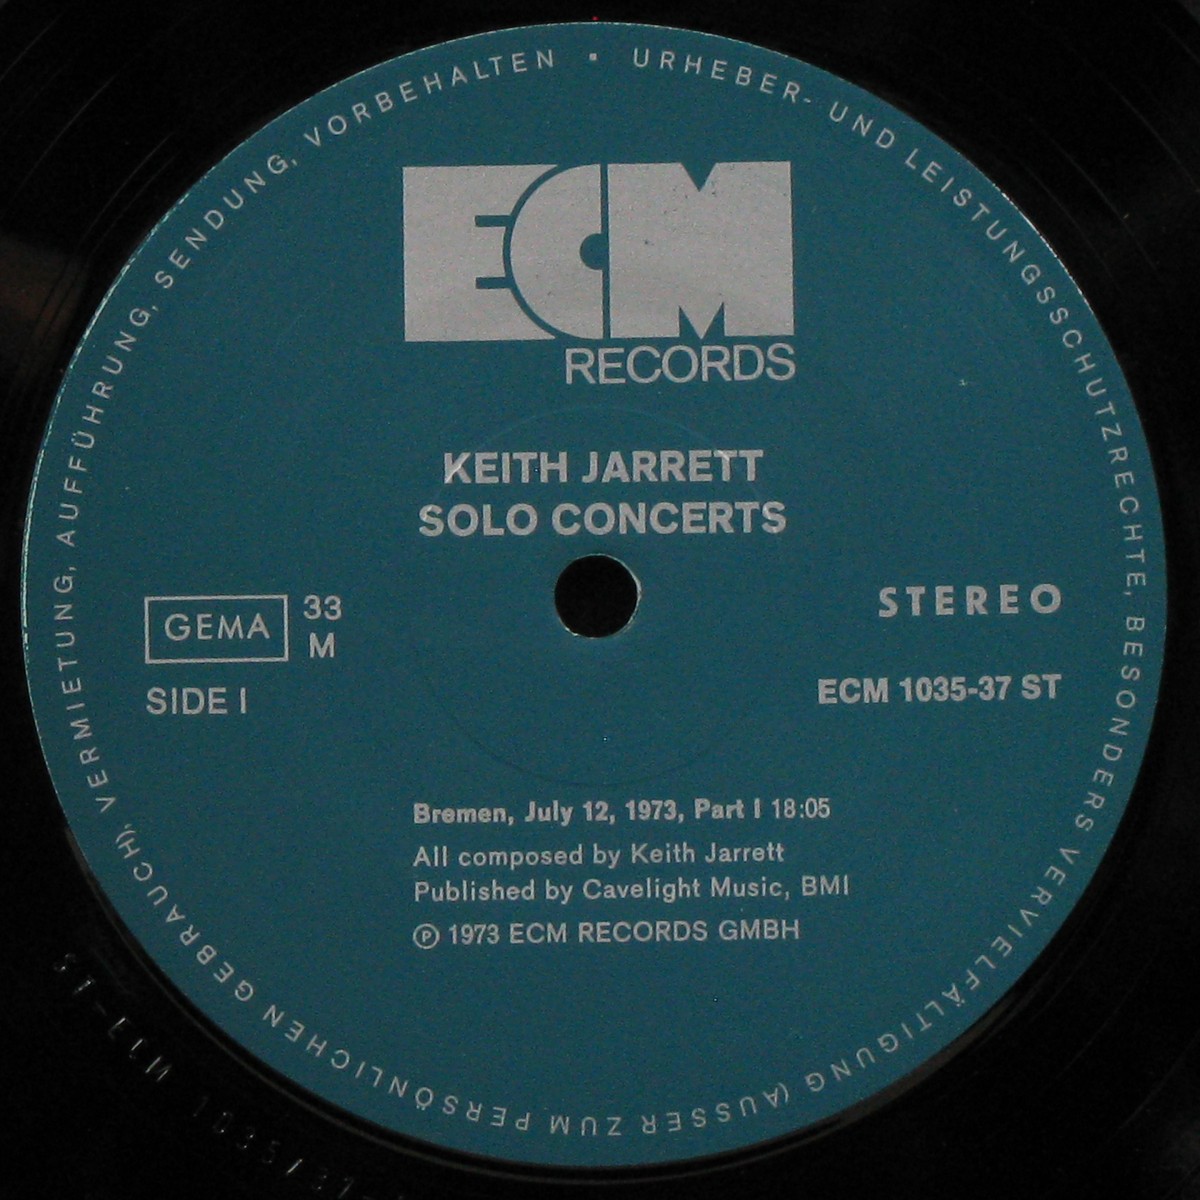 URHEBER- UND LEISTUNGSSCHUTZRECHTE, BESONDERS VERVIELFÄLTIGUNG (AUSSER ZUM PERSÖNLICHEN GEBRAUCH), VERMIETUNG, AUFFÜHRUNG, SENDUNG, VORBEHALTEN ▪
ECM
RECORDS
KEITH JARRETT
SOLO CONCERTS
GEMA
33
M
SIDE I
STEREO
ECM 1035-37 ST
Bremen, July 12, 1973, Part I 18:05
All composed by Keith Jarrett
Published by Cavelight Music, BMI
Ⓟ 1973 ECM RECORDS GMBH